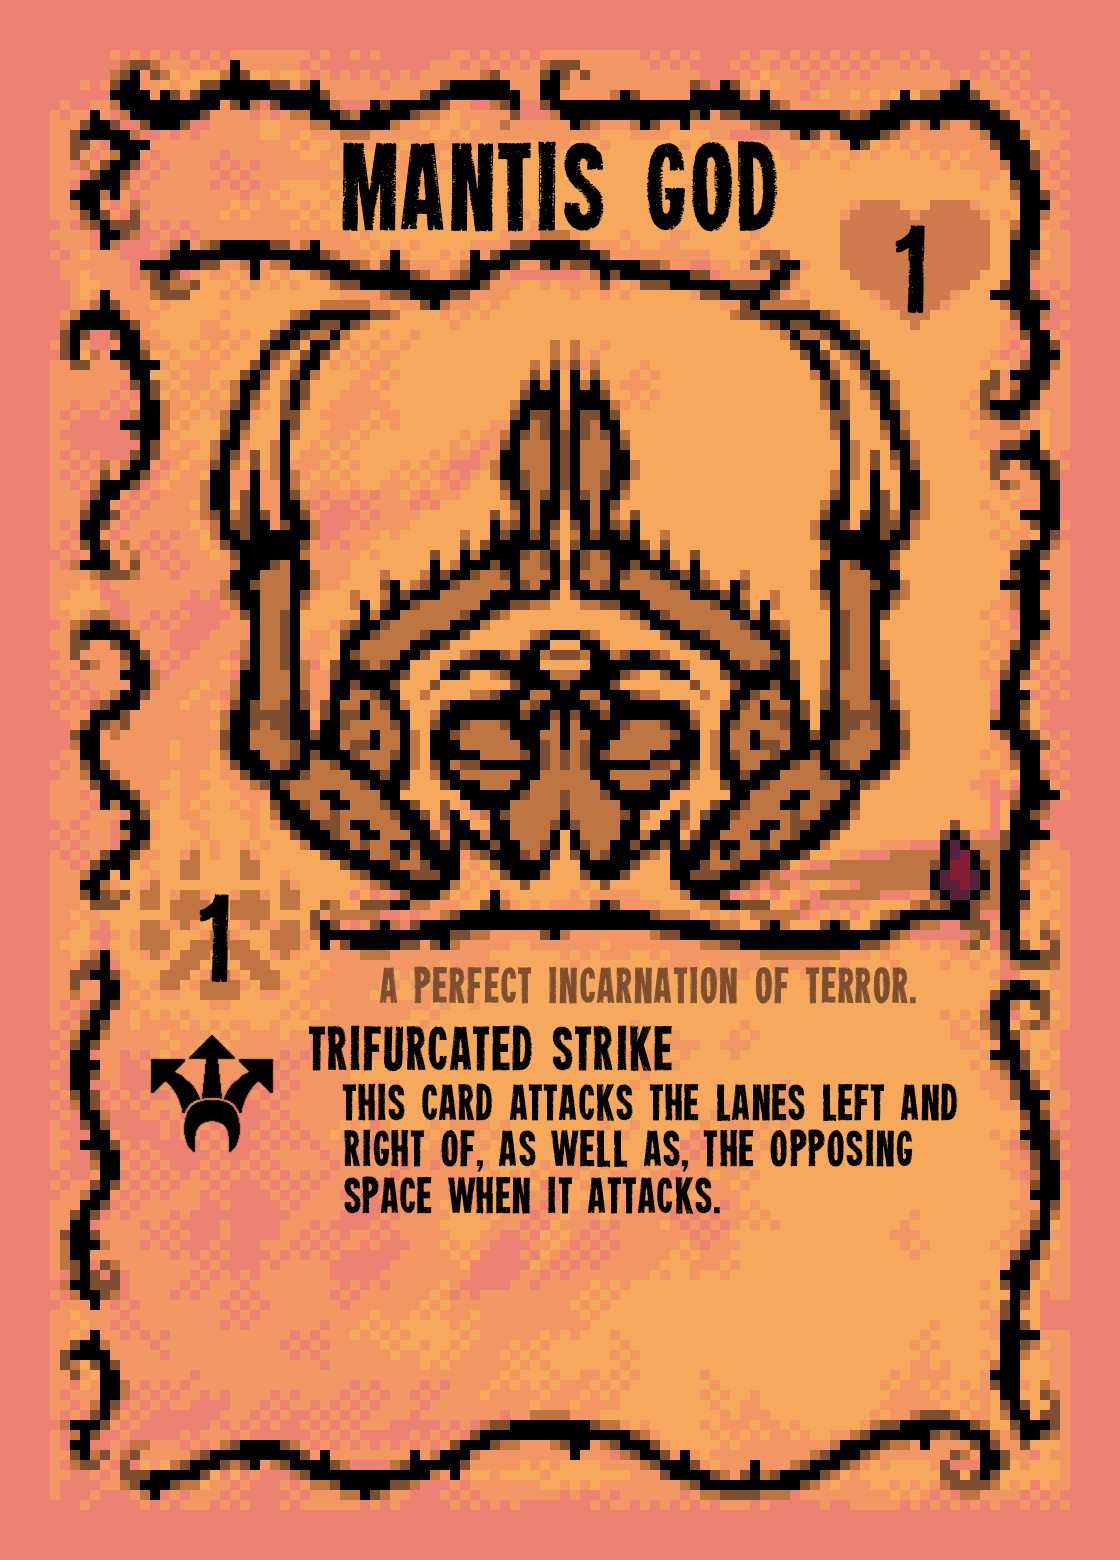 MANTIS GOD
1
1
A PERFECT INCARNATION OF TERROR.
TRIFURCATED STRIKE
THIS CARD ATTACKS THE LANES LEFT AND
RIGHT OF, AS WELL AS, THE OPPOSING
SPACE WHEN IT ATTACKS.